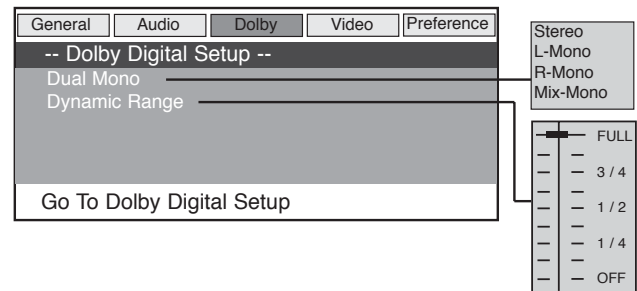 General Audio Dolby Video Preference
-- Dolby Digital Setup --
Dual Mono
Dynamic Range
Go To Dolby Digital Setup
Stereo
L-Mono
R-Mono
Mix-Mono
FULL
3 / 4
1 / 2
1 / 4
OFF